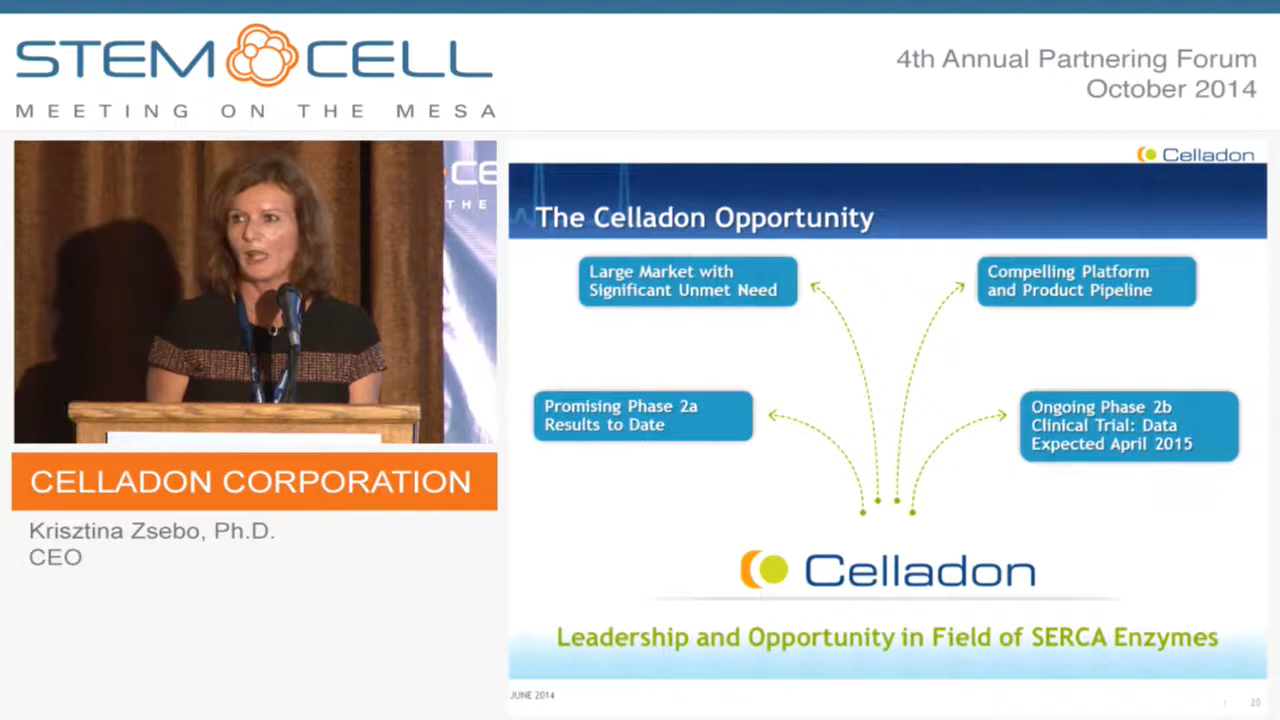 STEM CELL
MEETING ON THE MESA
4th Annual Partnering Forum
October 2014
CE
THE
CELLADON CORPORATION
Krisztina Zsebo, Ph.D.
CEO
Celladon
The Celladon Opportunity
Large Market with
Significant Unmet Need
Compelling Platform
and Product Pipeline
Promising Phase 2a
Results to Date
Ongoing Phase 2b
Clinical Trial: Data
Expected April 2015
Celladon
Leadership and Opportunity in Field of SERCA Enzymes
JUNE 2014
20